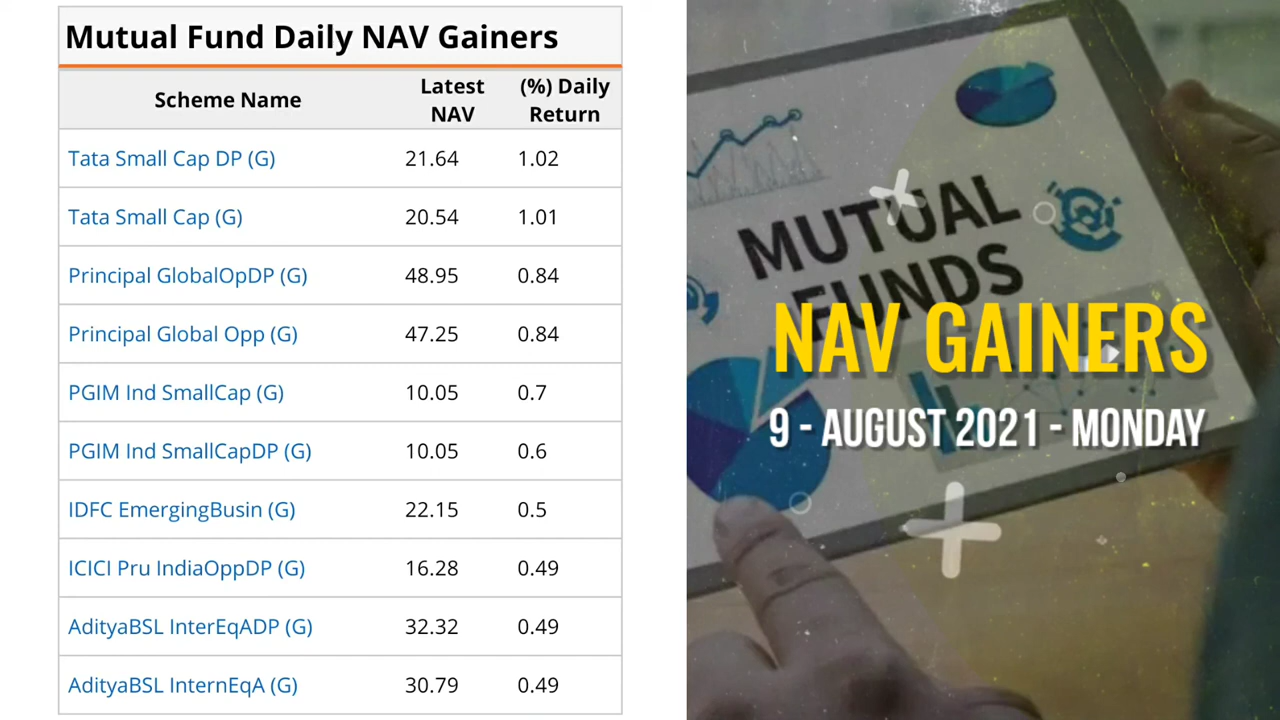 Mutual Fund Daily NAV Gainers
Scheme Name Latest NAV (%) Daily Return
Tata Small Cap DP (G) 21.64 1.02
Tata Small Cap (G) 20.54 1.01
Principal GlobalOpDP (G) 48.95 0.84
Principal Global Opp (G) 47.25 0.84
PGIM Ind SmallCap (G) 10.05 0.7
PGIM Ind SmallCapDP (G) 10.05 0.6
IDFC EmergingBusin (G) 22.15 0.5
ICICI Pru IndiaOppDP (G) 16.28 0.49
AdityaBSL InterEqADP (G) 32.32 0.49
AdityaBSL InternEqA (G) 30.79 0.49
MUTUAL
FUNDS
NAV GAINERS
9 - AUGUST 2021 - MONDAY